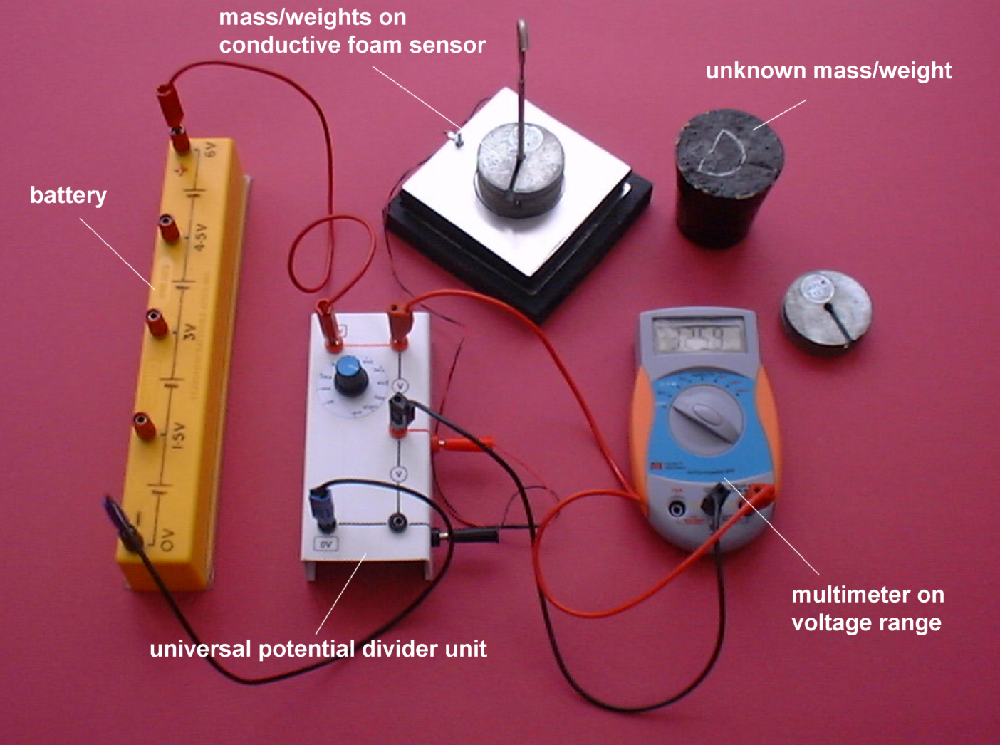 mass/weights on
conductive foam sensor
unknown mass/weight
battery
6V
4·5V
3V
1·5V
0V
V
V
0V
3259
D
multimeter on
voltage range
universal potential divider unit